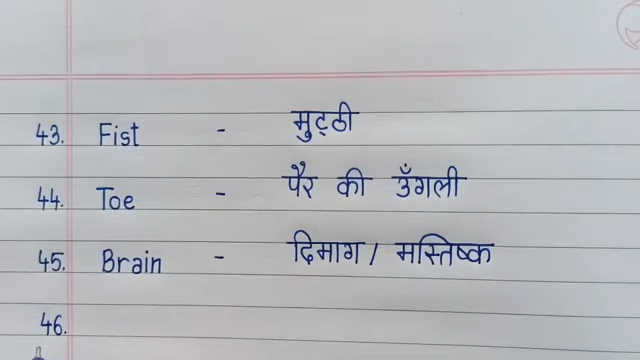 43. Fist - मुट्ठी
44. Toe - पैर की उँगली
45. Brain - दिमाग / मस्तिष्क
46.